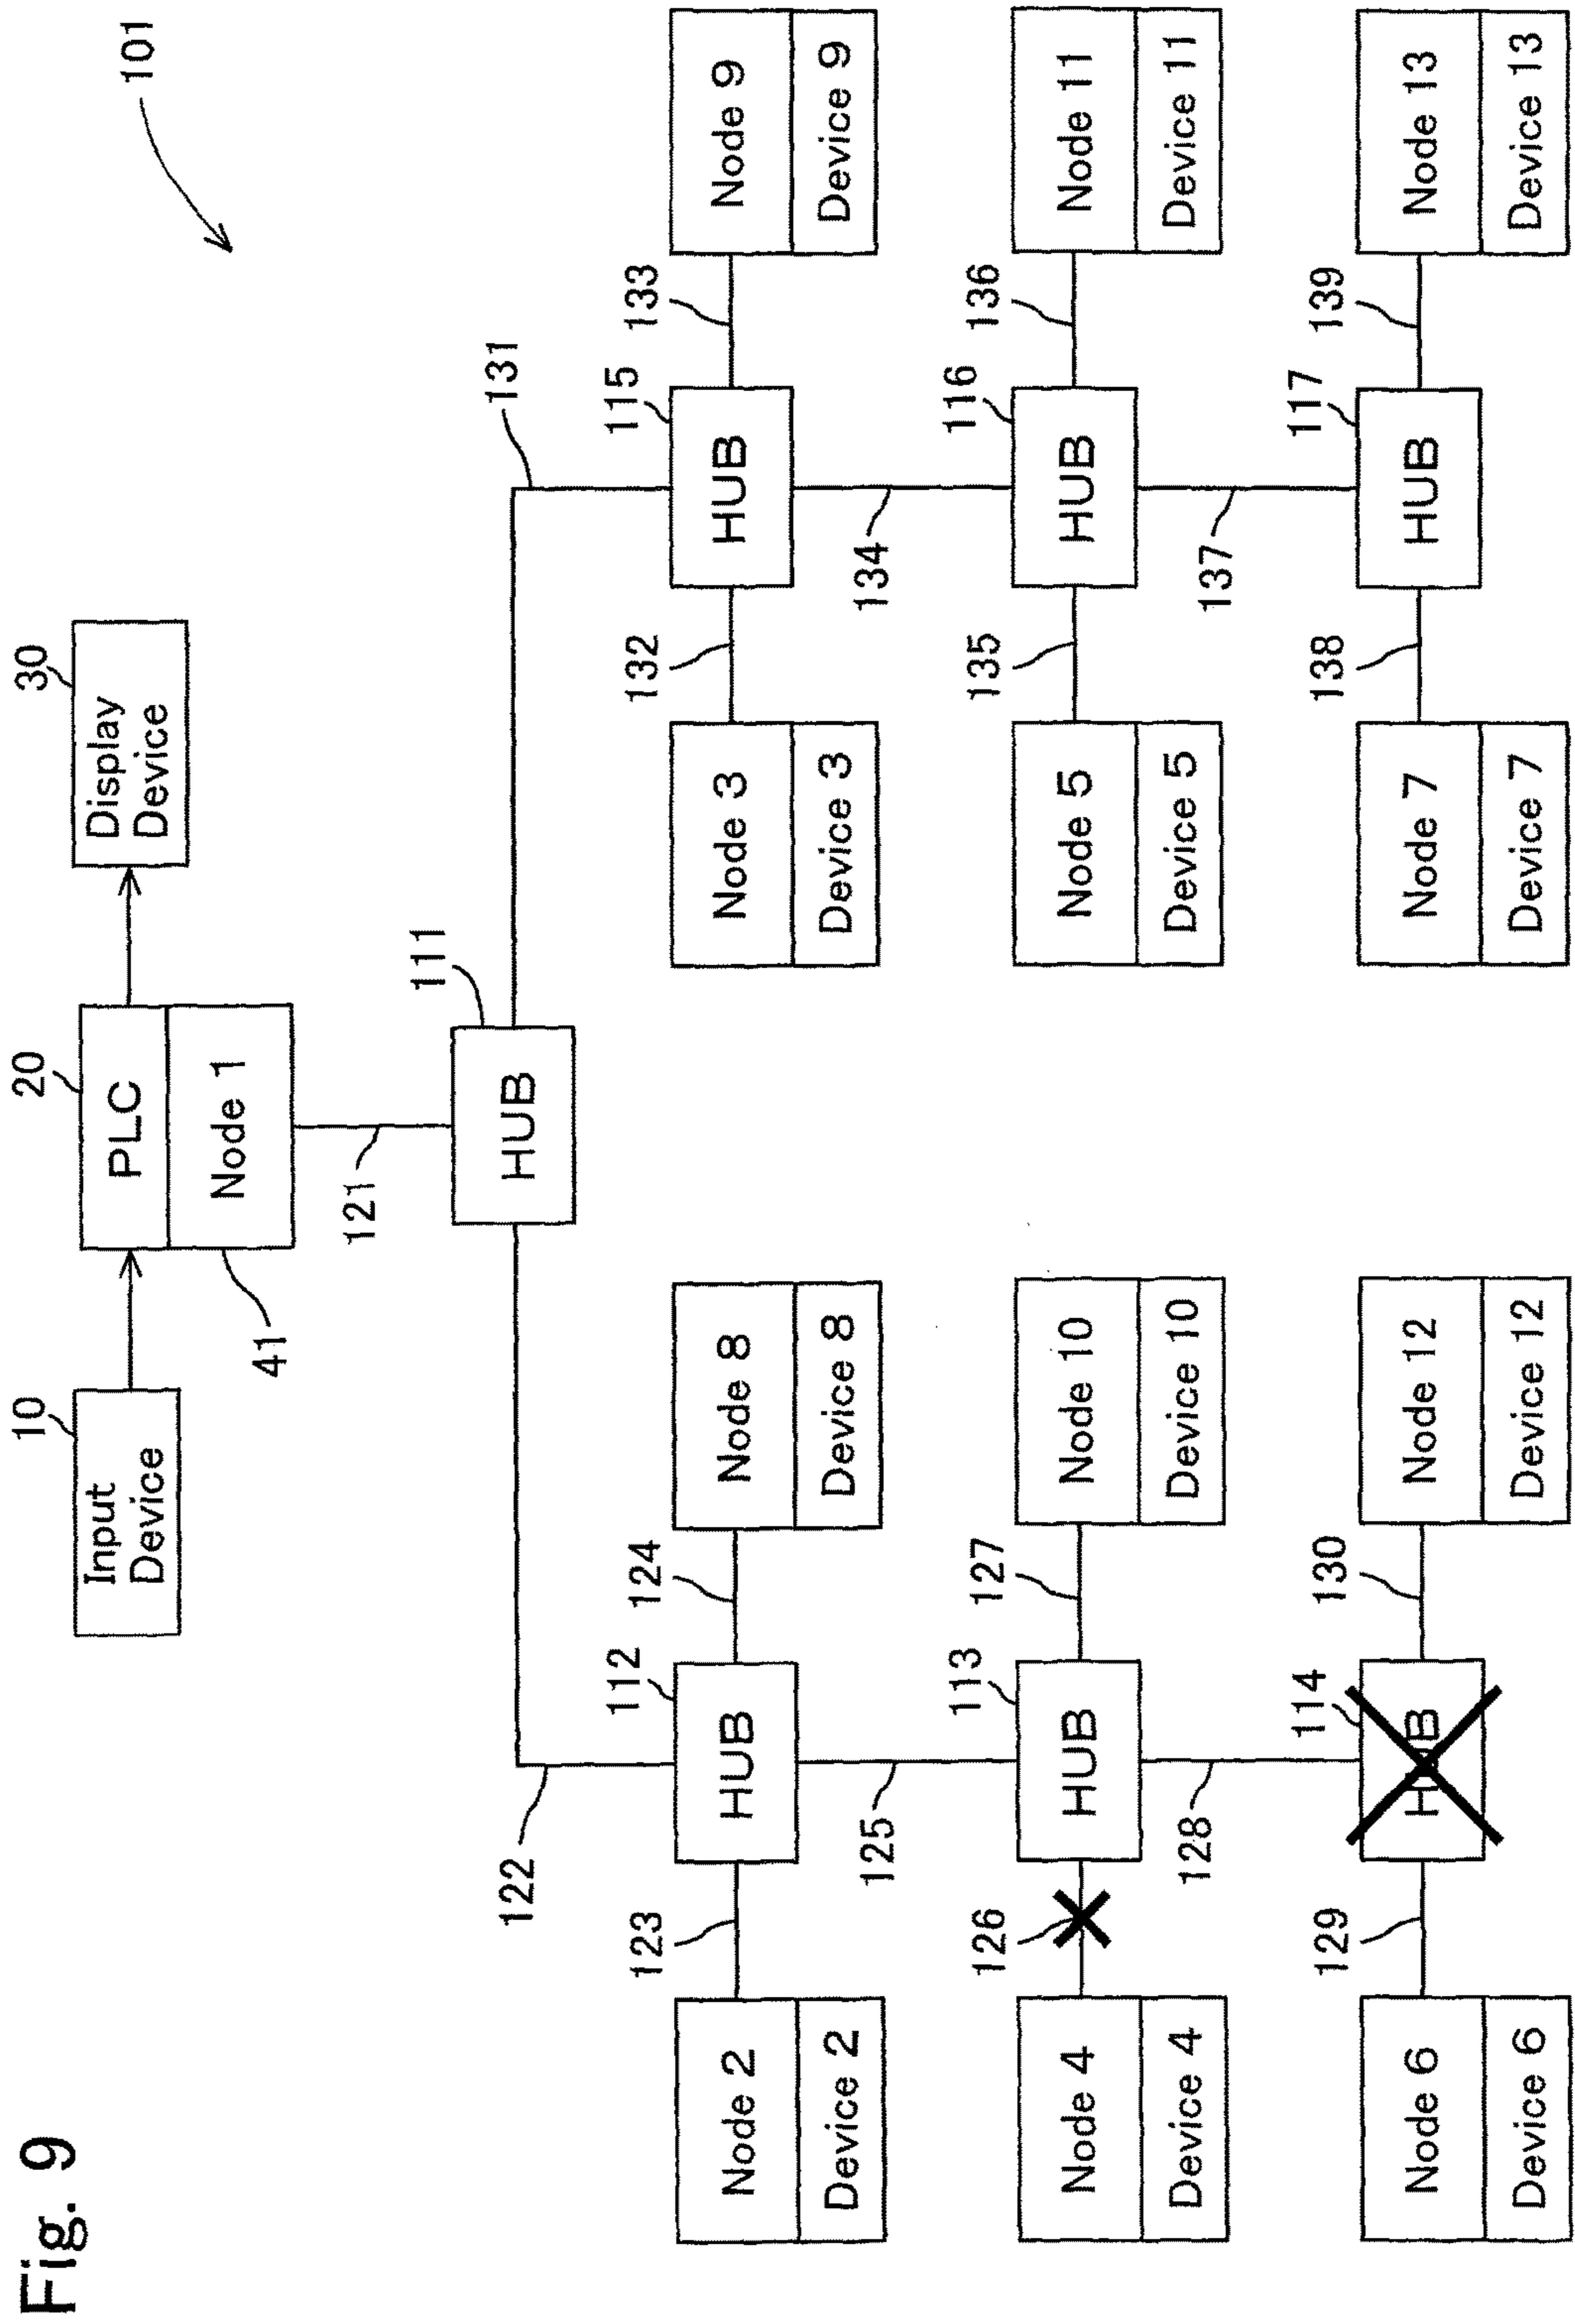 Fig. 9
101
10
Input
Device
20
PLC
Node 1
41
30
Display
Device
121
111
HUB
122
131
112
HUB
123
124
Node 2
Device 2
Node 8
Device 8
115
HUB
132
133
Node 3
Device 3
Node 9
Device 9
125
134
113
HUB
126
127
Node 4
Device 4
Node 10
Device 10
116
HUB
135
136
Node 5
Device 5
Node 11
Device 11
128
137
114
HUB
129
130
Node 6
Device 6
Node 12
Device 12
117
HUB
138
139
Node 7
Device 7
Node 13
Device 13